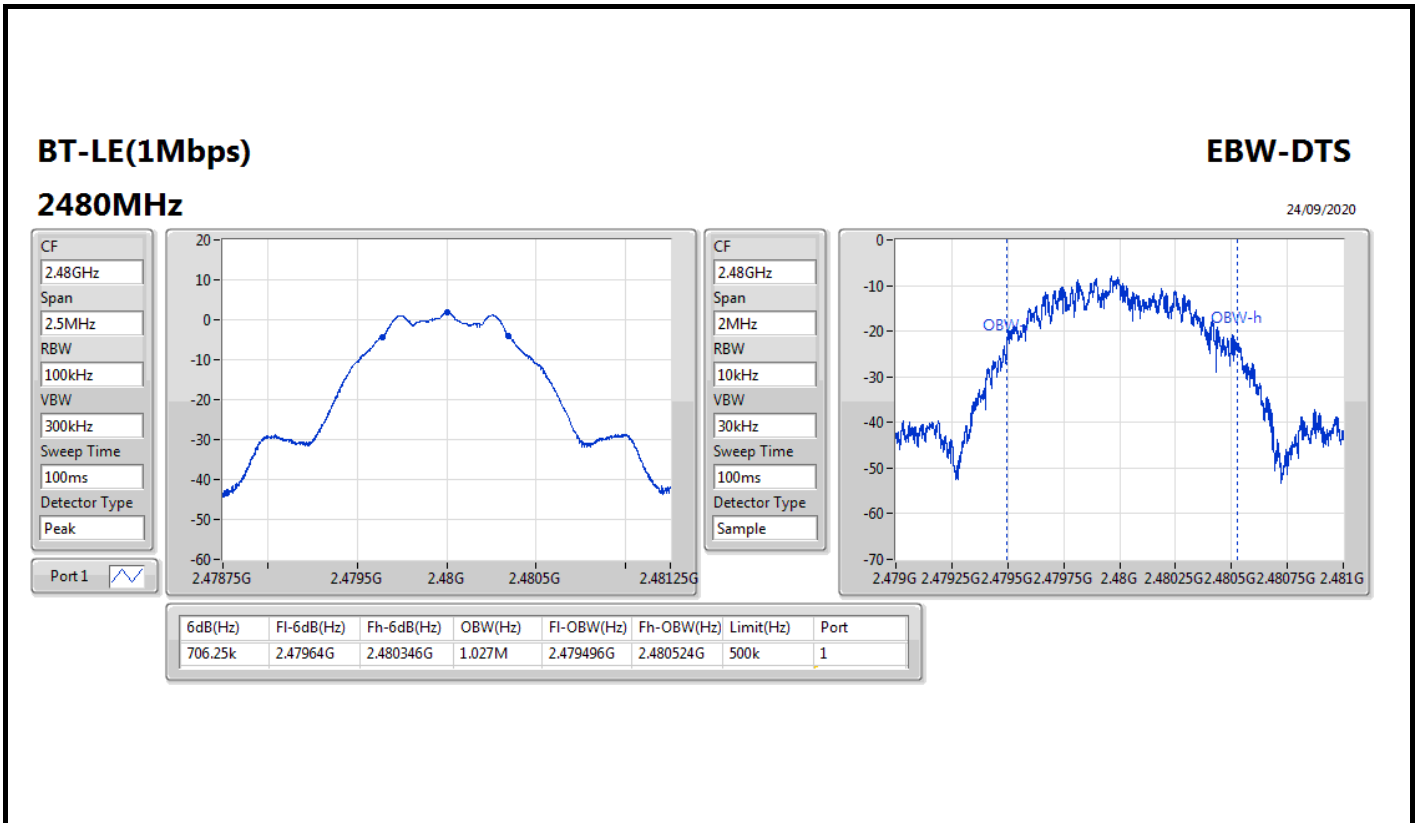 BT-LE(1Mbps) EBW-DTS
2480MHz 24/09/2020
CF
2.48GHz
Span
2.5MHz
RBW
100kHz
VBW
300kHz
Sweep Time
100ms
Detector Type
Peak
Port 1
20
10
0
-10
-20
-30
-40
-50
-60
2.47875G 2.4795G 2.48G 2.4805G 2.48125G
CF
2.48GHz
Span
2MHz
RBW
10kHz
VBW
30kHz
Sweep Time
100ms
Detector Type
Sample
0
-10
-20
-30
-40
-50
-60
-70
OBW OBW-h
2.479G 2.47925G 2.4795G 2.47975G 2.48G 2.48025G 2.4805G 2.48075G 2.481G
6dB(Hz) Fl-6dB(Hz) Fh-6dB(Hz) OBW(Hz) Fl-OBW(Hz) Fh-OBW(Hz) Limit(Hz) Port
706.25k 2.47964G 2.480346G 1.027M 2.479496G 2.480524G 500k 1